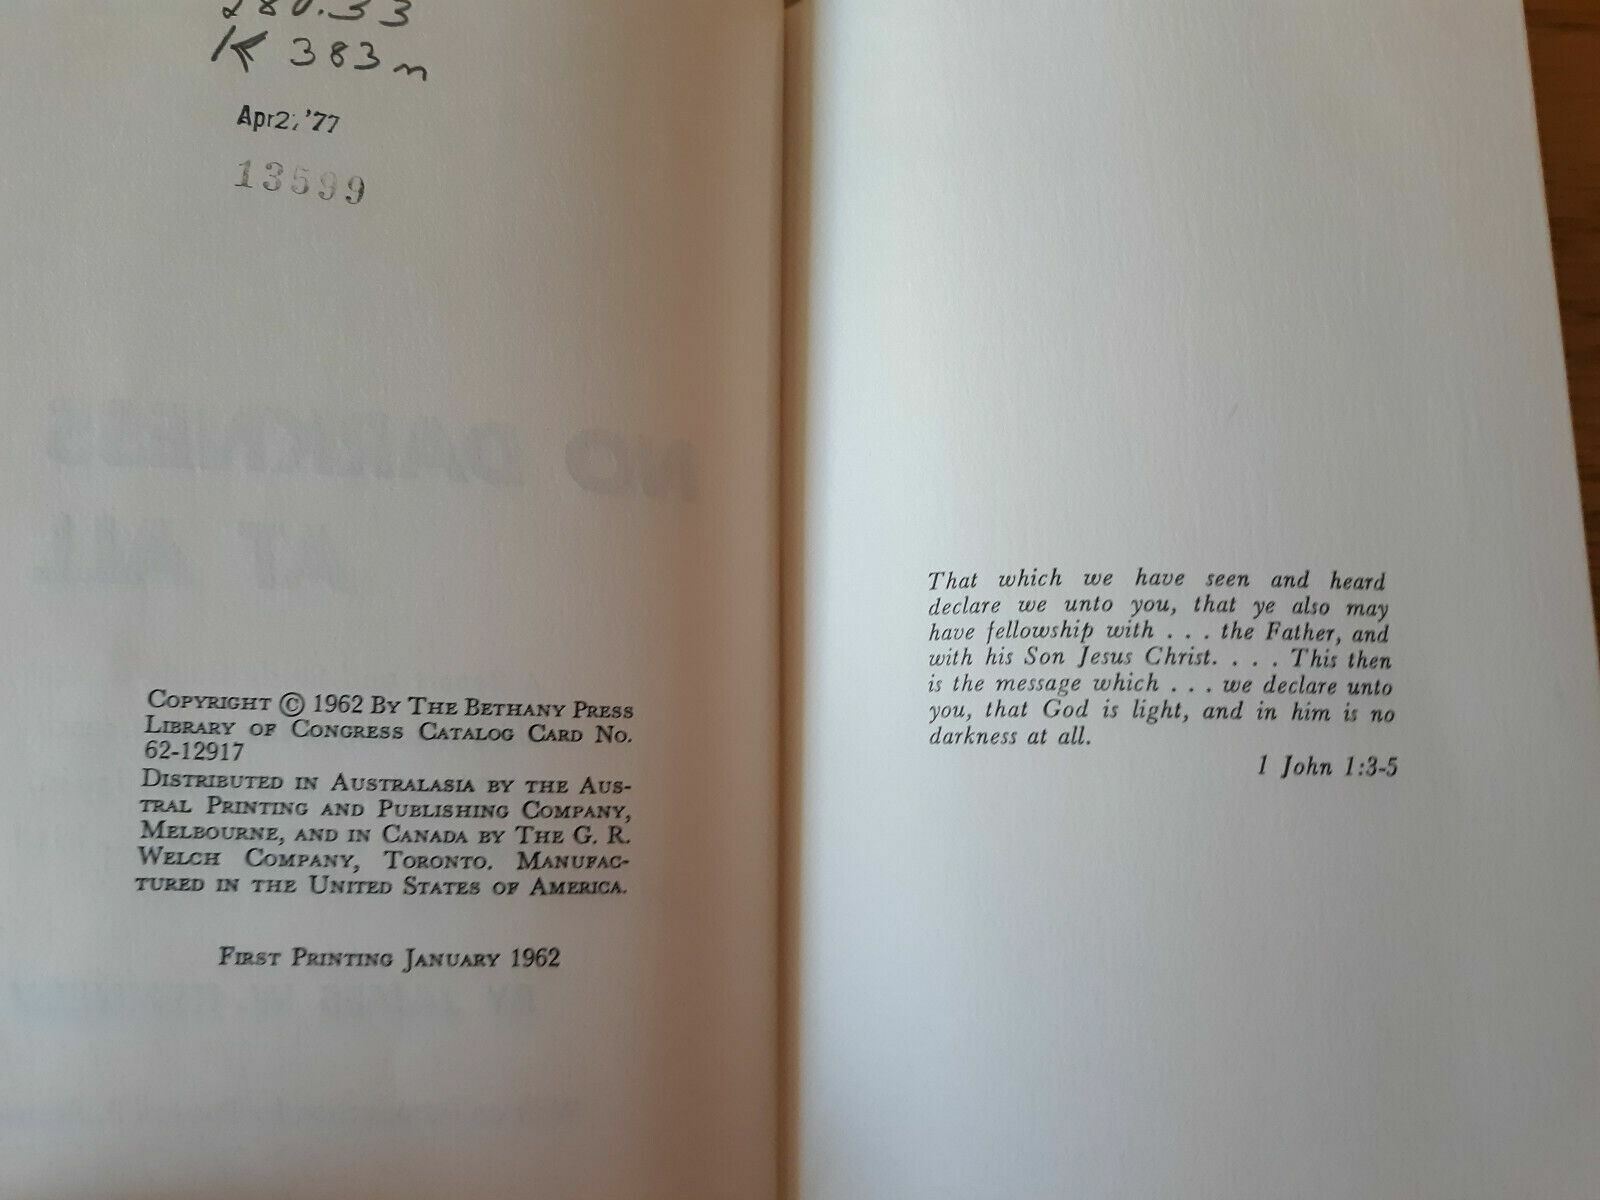 K 383n
Apr 2, '77
13599
NO DARKNESS
AT ALL
COPYRIGHT © 1962 BY THE BETHANY PRESS
LIBRARY OF CONGRESS CATALOG CARD NO.
62-12917
DISTRIBUTED IN AUSTRALASIA BY THE AUS-
TRAL PRINTING AND PUBLISHING COMPANY,
MELBOURNE, AND IN CANADA BY THE G. R.
WELCH COMPANY, TORONTO. MANUFAC-
TURED IN THE UNITED STATES OF AMERICA.
FIRST PRINTING JANUARY 1962
That which we have seen and heard
declare we unto you, that ye also may
have fellowship with . . . the Father, and
with his Son Jesus Christ. . . . This then
is the message which . . . we declare unto
you, that God is light, and in him is no
darkness at all.
1 John 1:3-5